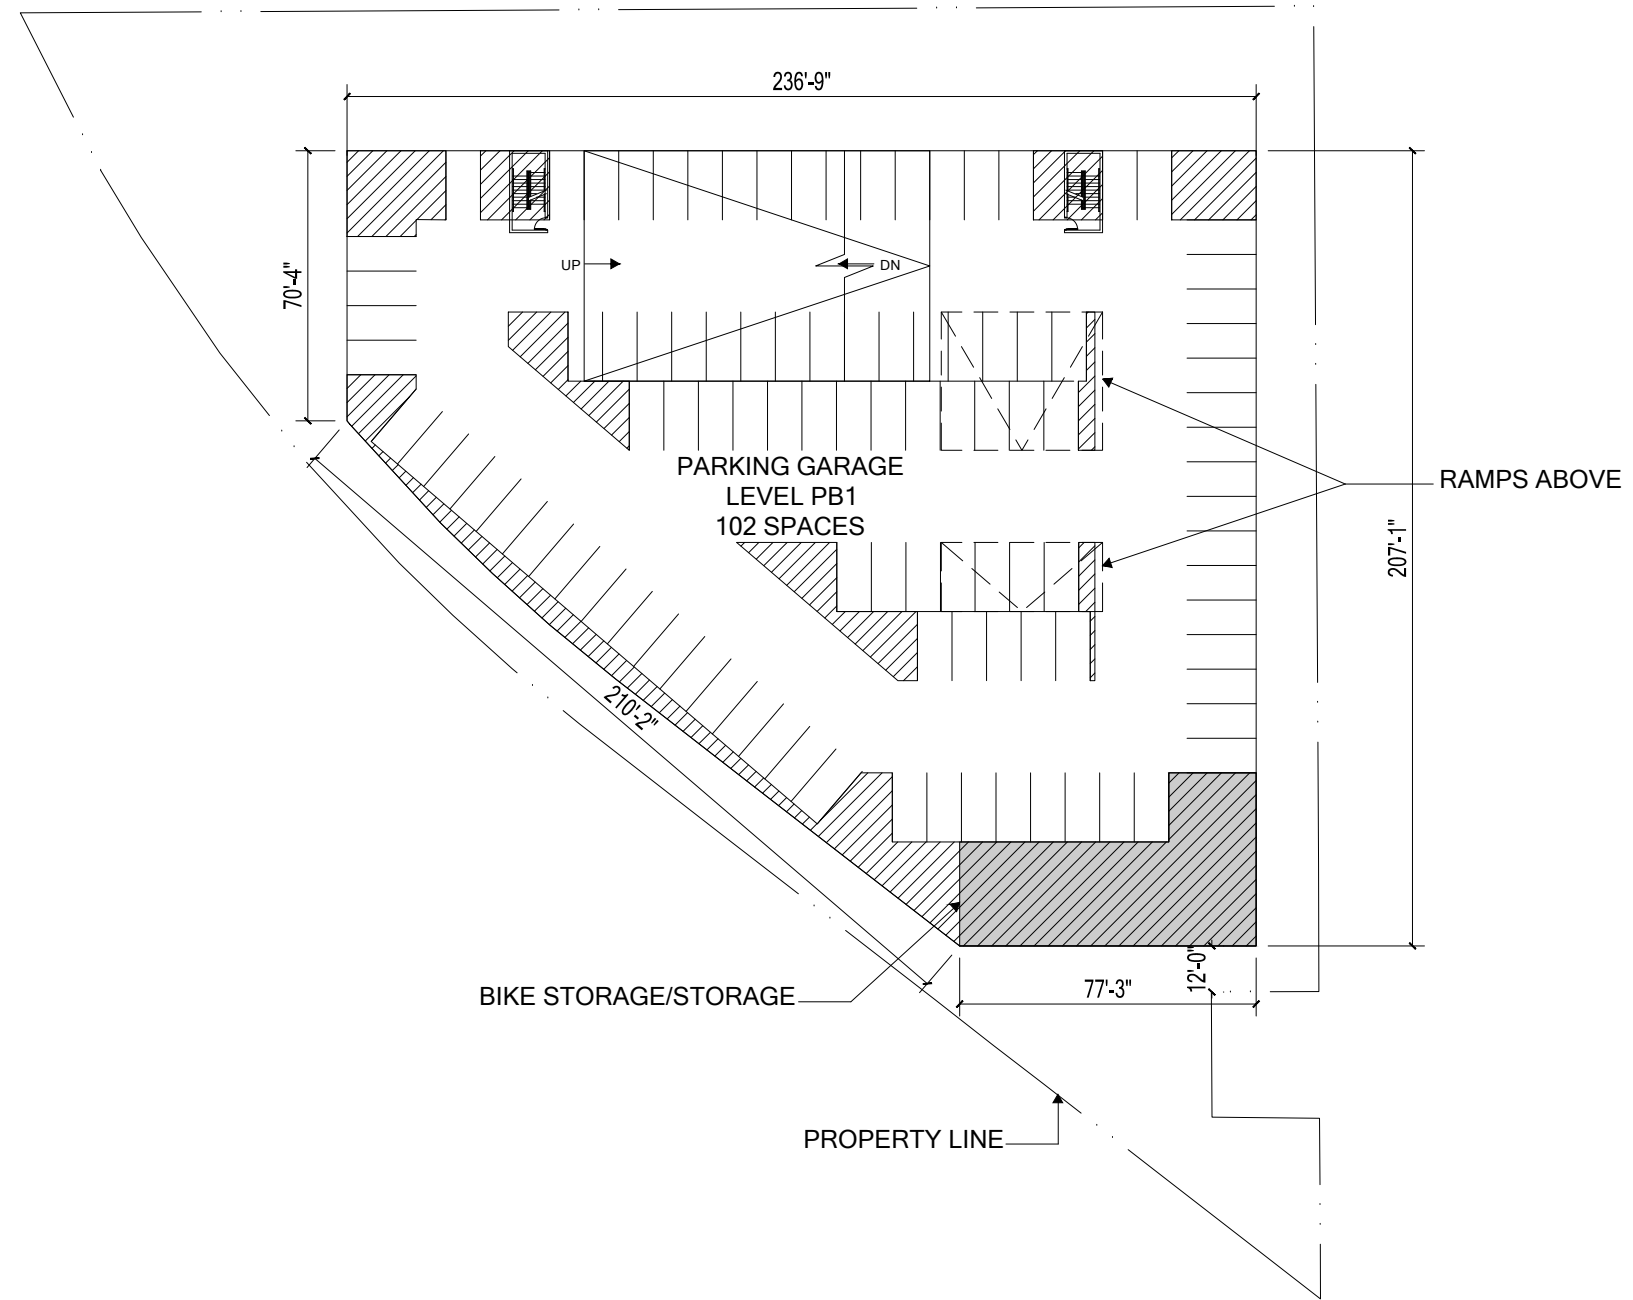 236'-9"
70'-4"
UP
DN
PARKING GARAGE
LEVEL PB1
102 SPACES
RAMPS ABOVE
207'-1"
210'-2"
12'-0"
77'-3"
BIKE STORAGE/STORAGE
PROPERTY LINE